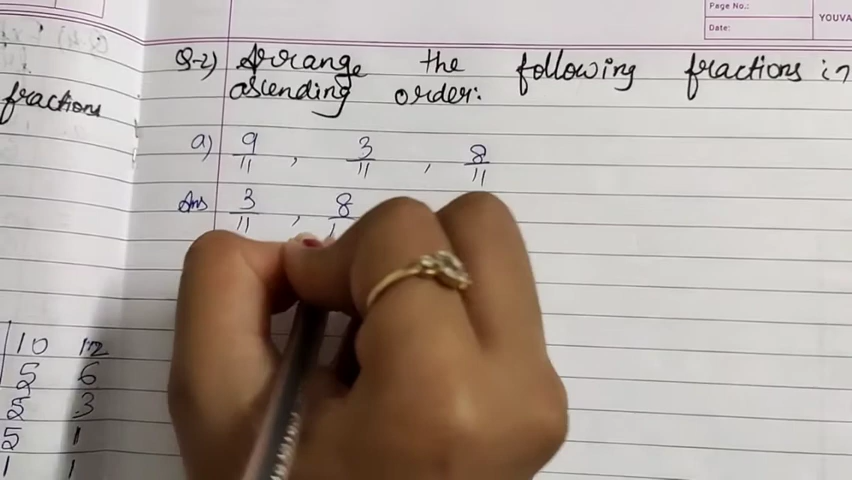 Page No.:
Date:
YOUVA
fractions
Q-2) Arrange the following fractions in
ascending order:
a) 9/11 , 3/11 , 8/11
Ans 3/11 , 8/
10 12
5 6
5 3
5 1
1 1